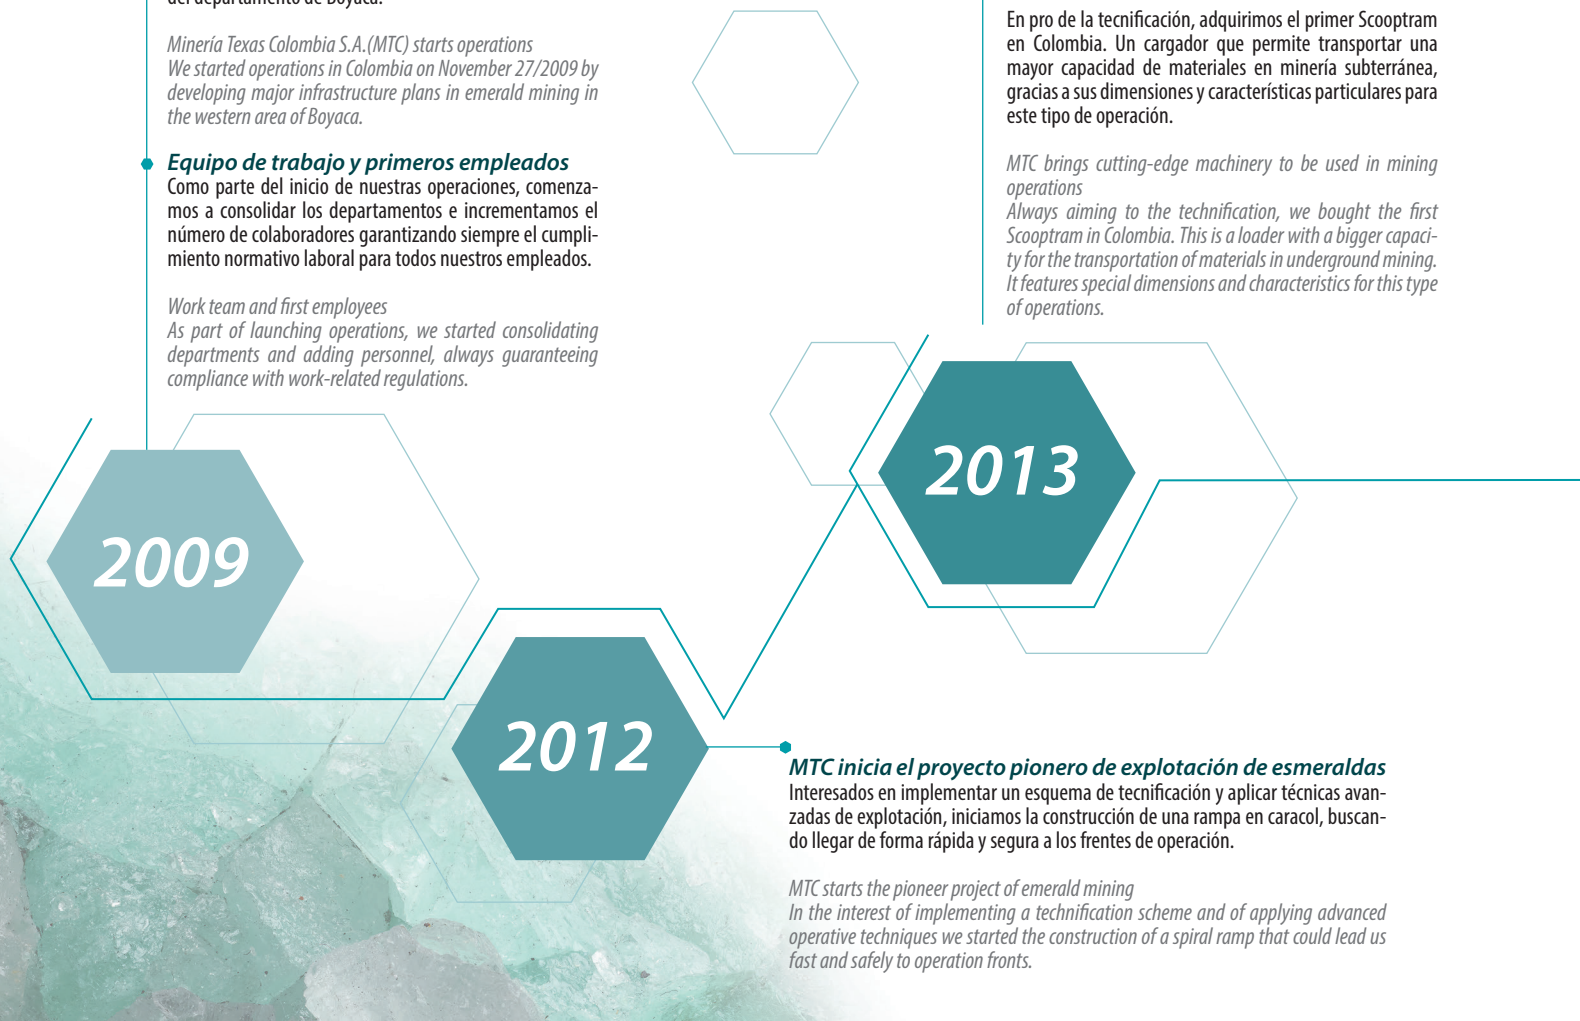 del departamento de Boyacá.
Minería Texas Colombia S.A.(MTC) starts operations
We started operations in Colombia on November 27/2009 by
developing major infrastructure plans in emerald mining in
the western area of Boyaca.
Equipo de trabajo y primeros empleados
Como parte del inicio de nuestras operaciones, comenza-
mos a consolidar los departamentos e incrementamos el
número de colaboradores garantizando siempre el cumpli-
miento normativo laboral para todos nuestros empleados.
Work team and first employees
As part of launching operations, we started consolidating
departments and adding personnel, always guaranteeing
compliance with work-related regulations.
2009
2012
MTC inicia el proyecto pionero de explotación de esmeraldas
Interesados en implementar un esquema de tecnificación y aplicar técnicas avan-
zadas de explotación, iniciamos la construcción de una rampa en caracol, buscan-
do llegar de forma rápida y segura a los frentes de operación.
MTC starts the pioneer project of emerald mining
In the interest of implementing a technification scheme and of applying advanced
operative techniques we started the construction of a spiral ramp that could lead us
fast and safely to operation fronts.
En pro de la tecnificación, adquirimos el primer Scooptram
en Colombia. Un cargador que permite transportar una
mayor capacidad de materiales en minería subterránea,
gracias a sus dimensiones y características particulares para
este tipo de operación.
MTC brings cutting-edge machinery to be used in mining
operations
Always aiming to the technification, we bought the first
Scooptram in Colombia. This is a loader with a bigger capaci-
ty for the transportation of materials in underground mining.
It features special dimensions and characteristics for this type
of operations.
2013